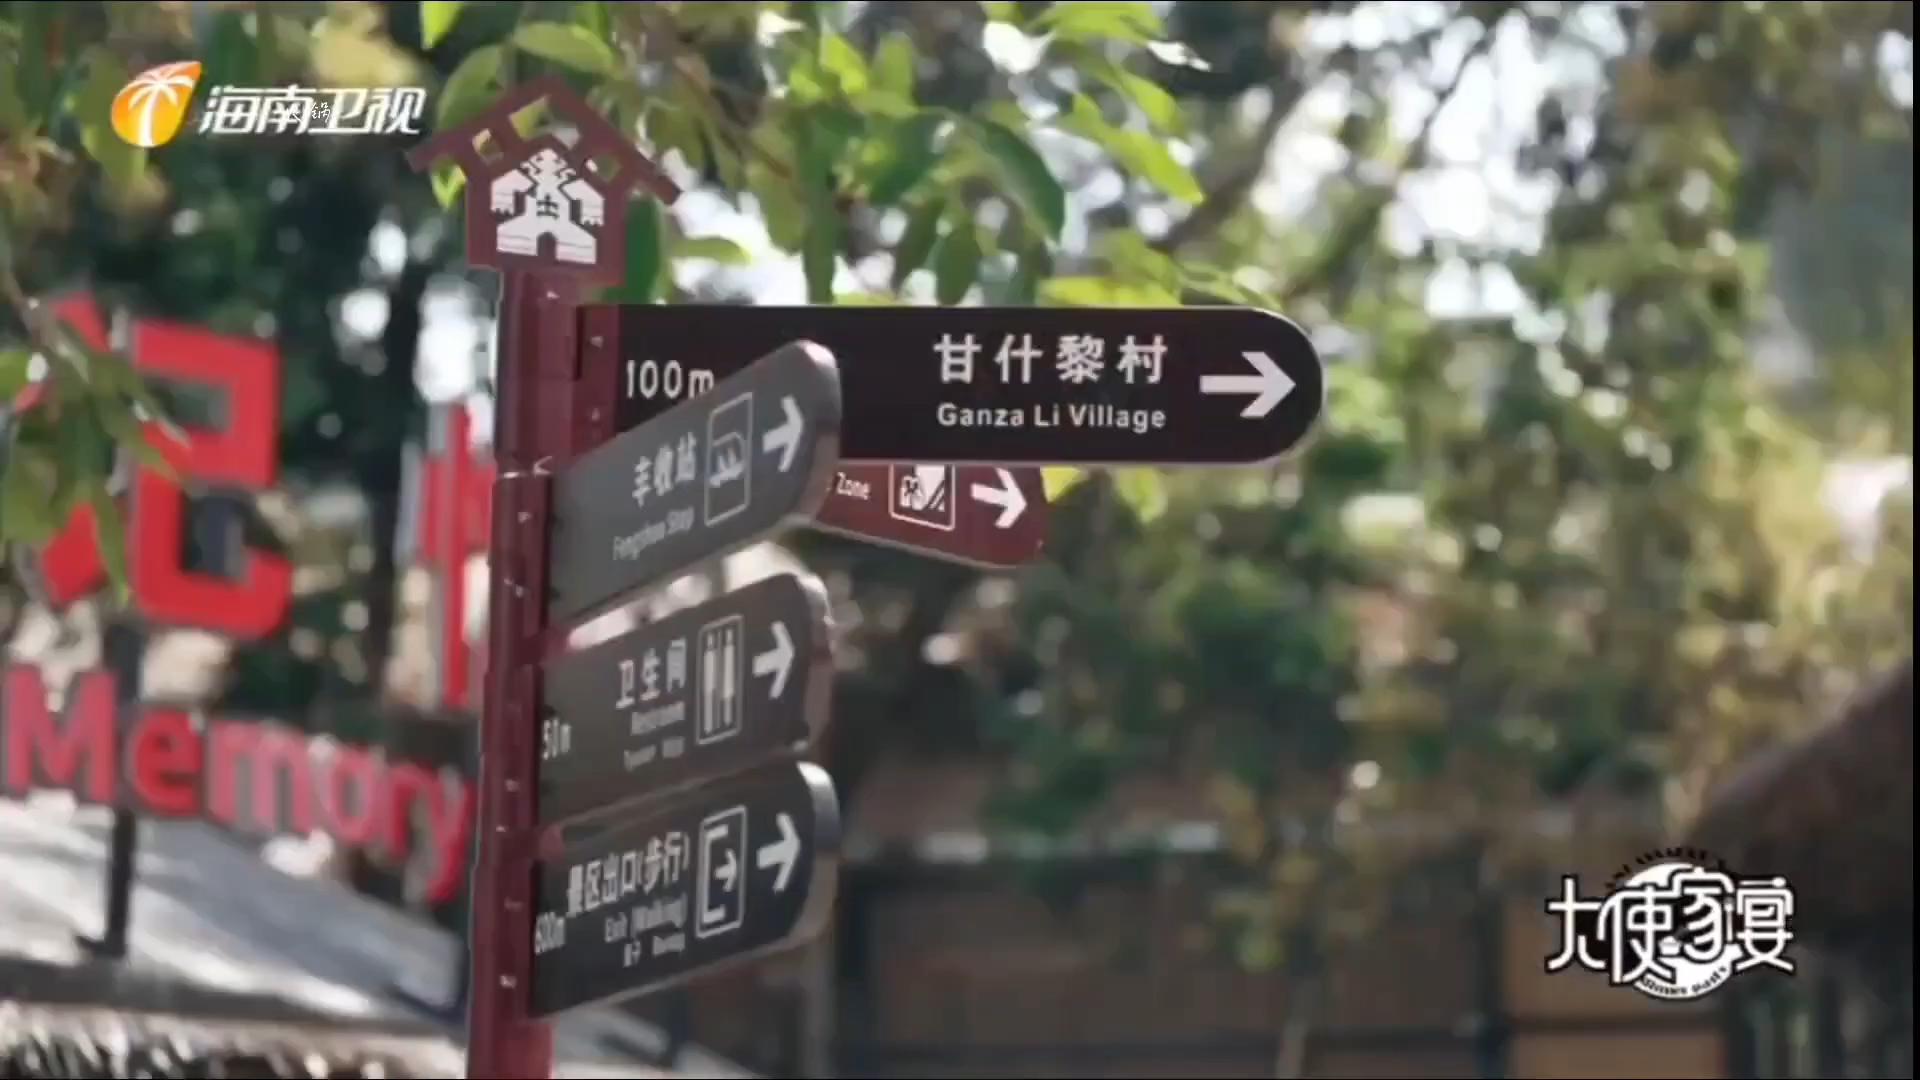 海南卫视
100m
甘什黎村
Ganza Li Village
丰收站
Fengshou Stop
Zone
卫生间
Restroom
50m
景区出口(步行)
Exit (Walking)
600m
记
Memory
大使家宴